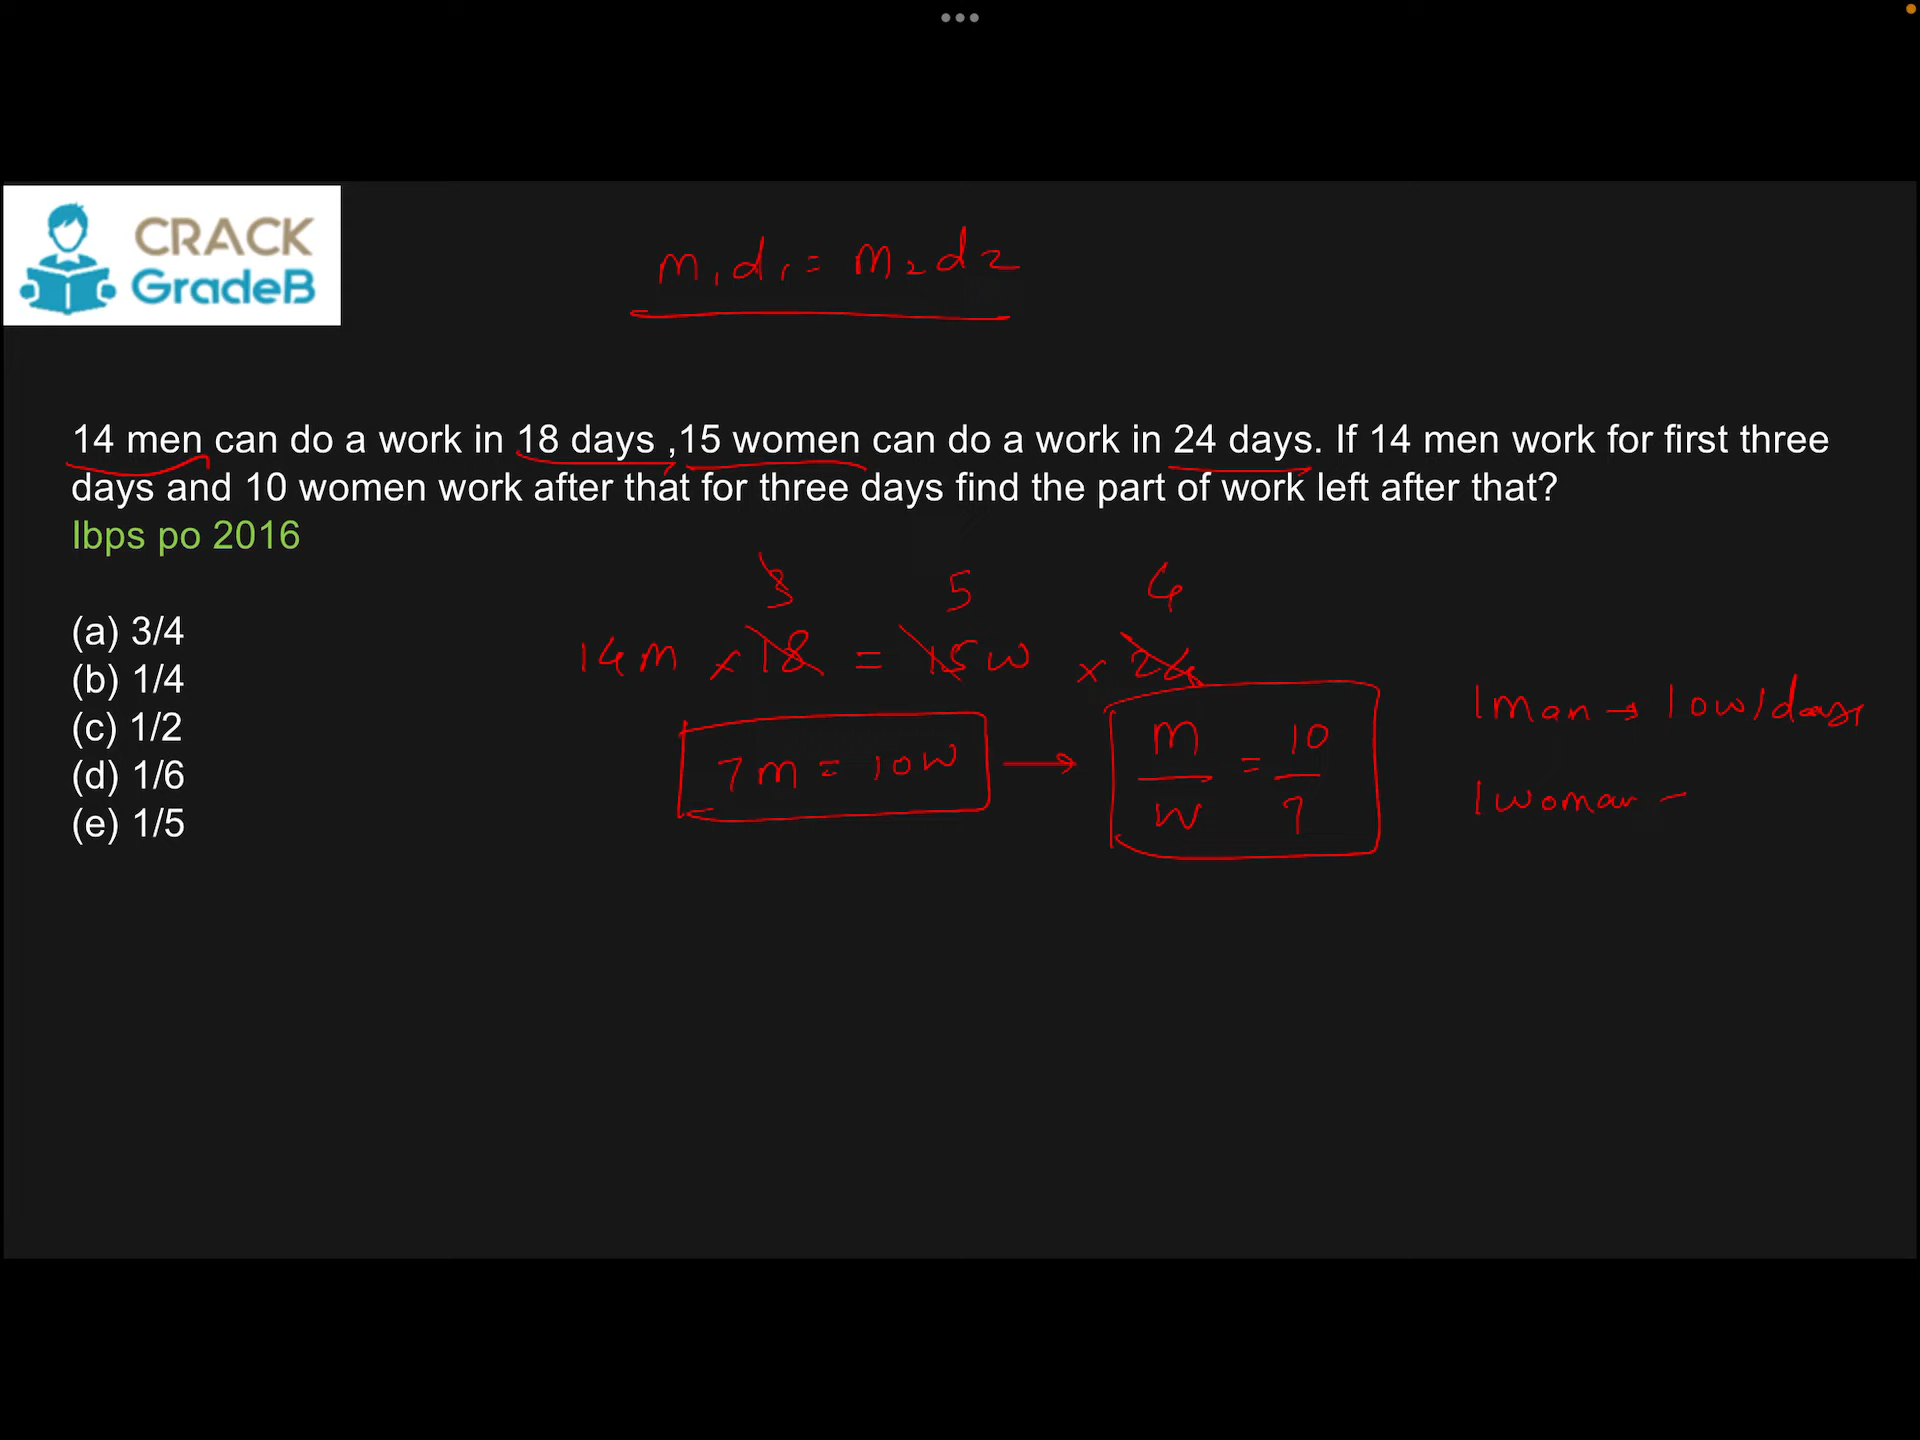 CRACK
GradeB
m1d1 = m2d2
14 men can do a work in 18 days ,15 women can do a work in 24 days. If 14 men work for first three
days and 10 women work after that for three days find the part of work left after that?
Ibps po 2016
(a) 3/4
(b) 1/4
(c) 1/2
(d) 1/6
(e) 1/5
3 5 4
14m × 18 = 15w × 24
7m = 10w → m/w = 10/7
1man → 10w/days
1woman -